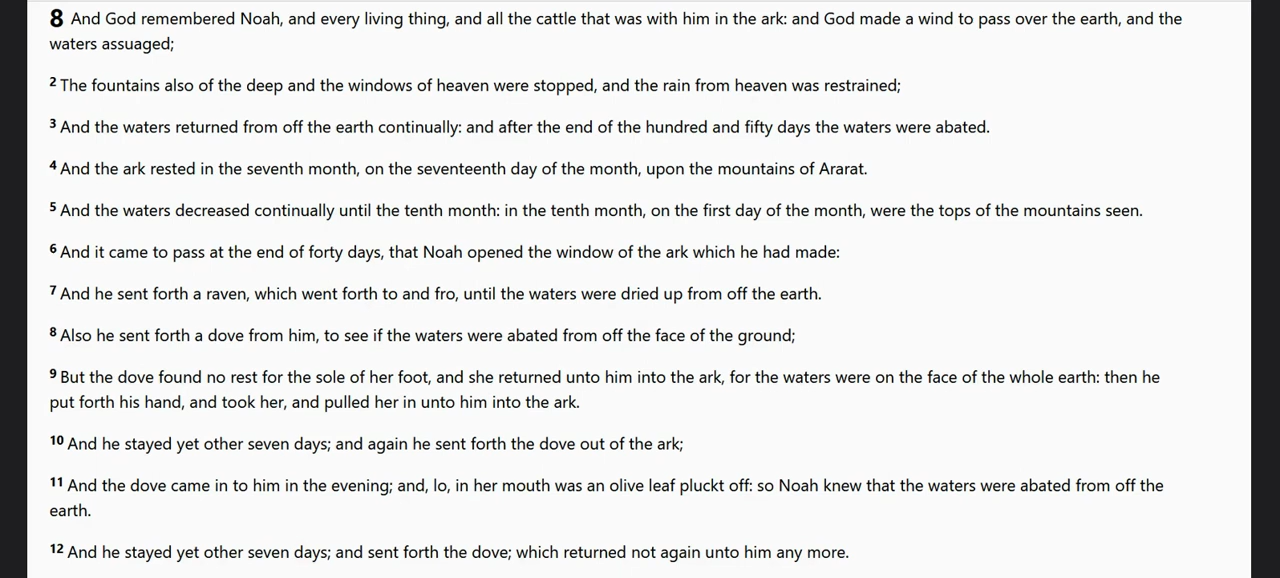 8 And God remembered Noah, and every living thing, and all the cattle that was with him in the ark: and God made a wind to pass over the earth, and the
waters assuaged;
2 The fountains also of the deep and the windows of heaven were stopped, and the rain from heaven was restrained;
3 And the waters returned from off the earth continually: and after the end of the hundred and fifty days the waters were abated.
4 And the ark rested in the seventh month, on the seventeenth day of the month, upon the mountains of Ararat.
5 And the waters decreased continually until the tenth month: in the tenth month, on the first day of the month, were the tops of the mountains seen.
6 And it came to pass at the end of forty days, that Noah opened the window of the ark which he had made:
7 And he sent forth a raven, which went forth to and fro, until the waters were dried up from off the earth.
8 Also he sent forth a dove from him, to see if the waters were abated from off the face of the ground;
9 But the dove found no rest for the sole of her foot, and she returned unto him into the ark, for the waters were on the face of the whole earth: then he
put forth his hand, and took her, and pulled her in unto him into the ark.
10 And he stayed yet other seven days; and again he sent forth the dove out of the ark;
11 And the dove came in to him in the evening; and, lo, in her mouth was an olive leaf pluckt off: so Noah knew that the waters were abated from off the
earth.
12 And he stayed yet other seven days; and sent forth the dove; which returned not again unto him any more.